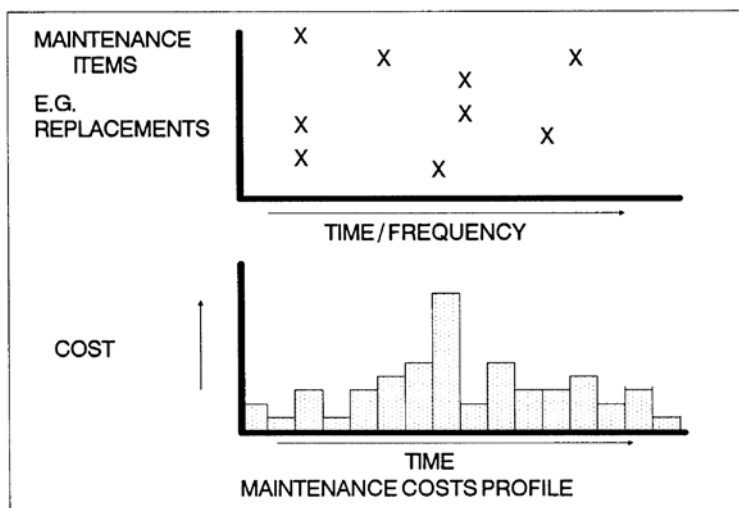 MAINTENANCE
ITEMS
E.G.
REPLACEMENTS
X
X
X
X
X
X
X
X
X
TIME/FREQUENCY
COST
TIME
MAINTENANCE COSTS PROFILE